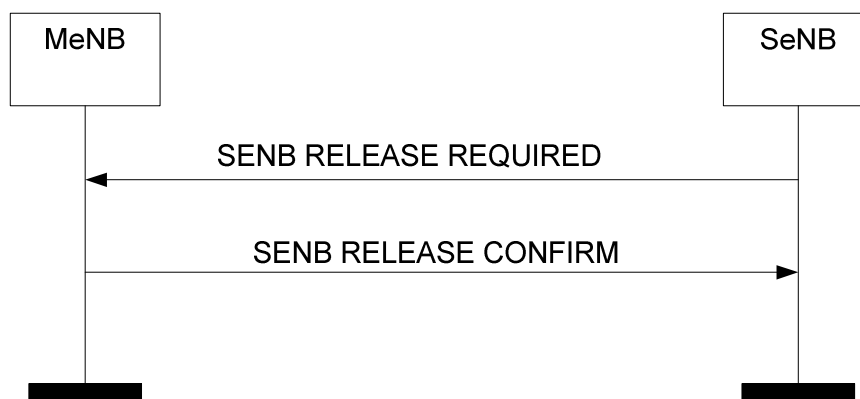 MeNB
SeNB
SENB RELEASE REQUIRED
SENB RELEASE CONFIRM